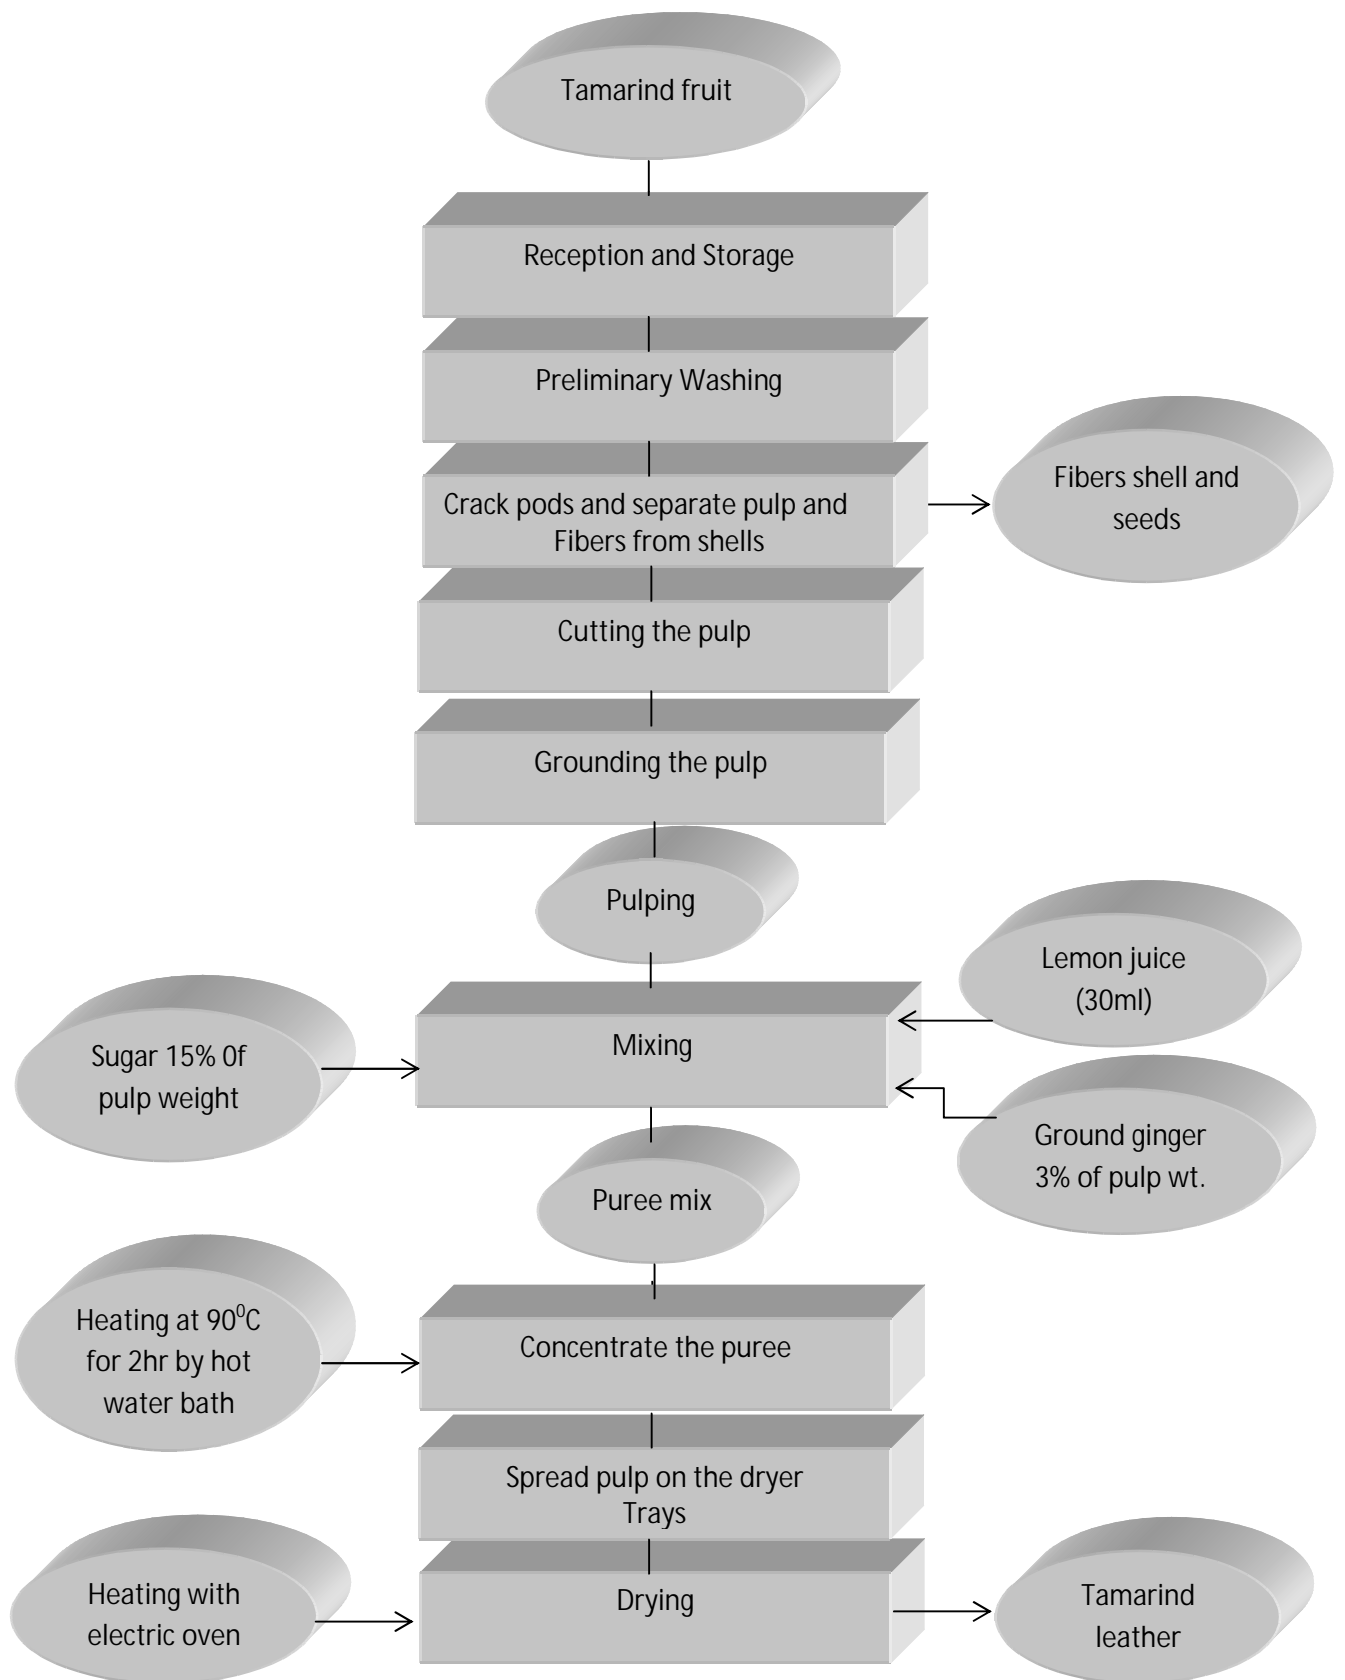 Tamarind fruit
Reception and Storage
Preliminary Washing
Crack pods and separate pulp and
Fibers from shells
Fibers shell and
seeds
Cutting the pulp
Grounding the pulp
Pulping
Lemon juice
(30ml)
Sugar 15% 0f
pulp weight
Mixing
Ground ginger
3% of pulp wt.
Puree mix
Heating at 90⁰C
for 2hr by hot
water bath
Concentrate the puree
Spread pulp on the dryer
Trays
Heating with
electric oven
Drying
Tamarind
leather